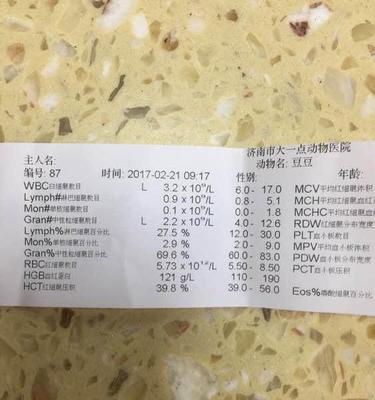 济南市大一点动物医院
主人名:
动物名: 豆豆
编号: 87 时间: 2017-02-21 09:17 性别: 年龄:
WBC白细胞数目 L 3.2 x 10⁹/L 6.0 - 17.0 MCV平均红细胞体积
Lymph#淋巴细胞数目 0.9 x 10⁹/L 0.8 - 5.1 MCH平均红细胞血红
Mon#单核细胞数目 0.1 x 10⁹/L 0.0 - 1.8 MCHC平均红细胞血
Gran#中性粒细胞数目 L 2.2 x 10⁹/L 4.0 - 12.6 RDW红细胞分布宽度
Lymph%淋巴细胞百分比 27.5 % 12.0 - 30.0 PLT血小板数目
Mon%单核细胞百分比 2.9 % 2.0 - 9.0 MPV平均血小板体积
Gran%中性粒细胞百分比 69.6 % 60.0 - 83.0 PDW血小板分布宽度
RBC红细胞数目 5.73 x 10¹²/L 5.50 - 8.50 PCT血小板压积
HGB血红蛋白 121 g/L 110 - 190
HCT红细胞压积 39.8 % 39.0 - 56.0 Eos%嗜酸细胞百分比